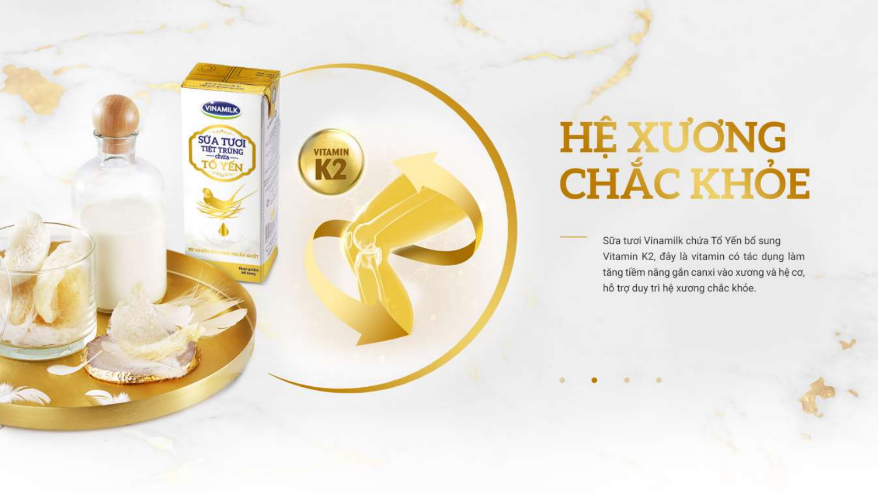 VINAMILK
SỮA TƯƠI
TIỆT TRÙNG
chứa
TỔ YẾN
VITAMIN
K2
HỆ XƯƠNG
CHẮC KHỎE
Sữa tươi Vinamilk chứa Tổ Yến bổ sung
Vitamin K2, đây là vitamin có tác dụng làm
tăng tiềm năng gắn canxi vào xương và hệ cơ,
hỗ trợ duy trì hệ xương chắc khỏe.